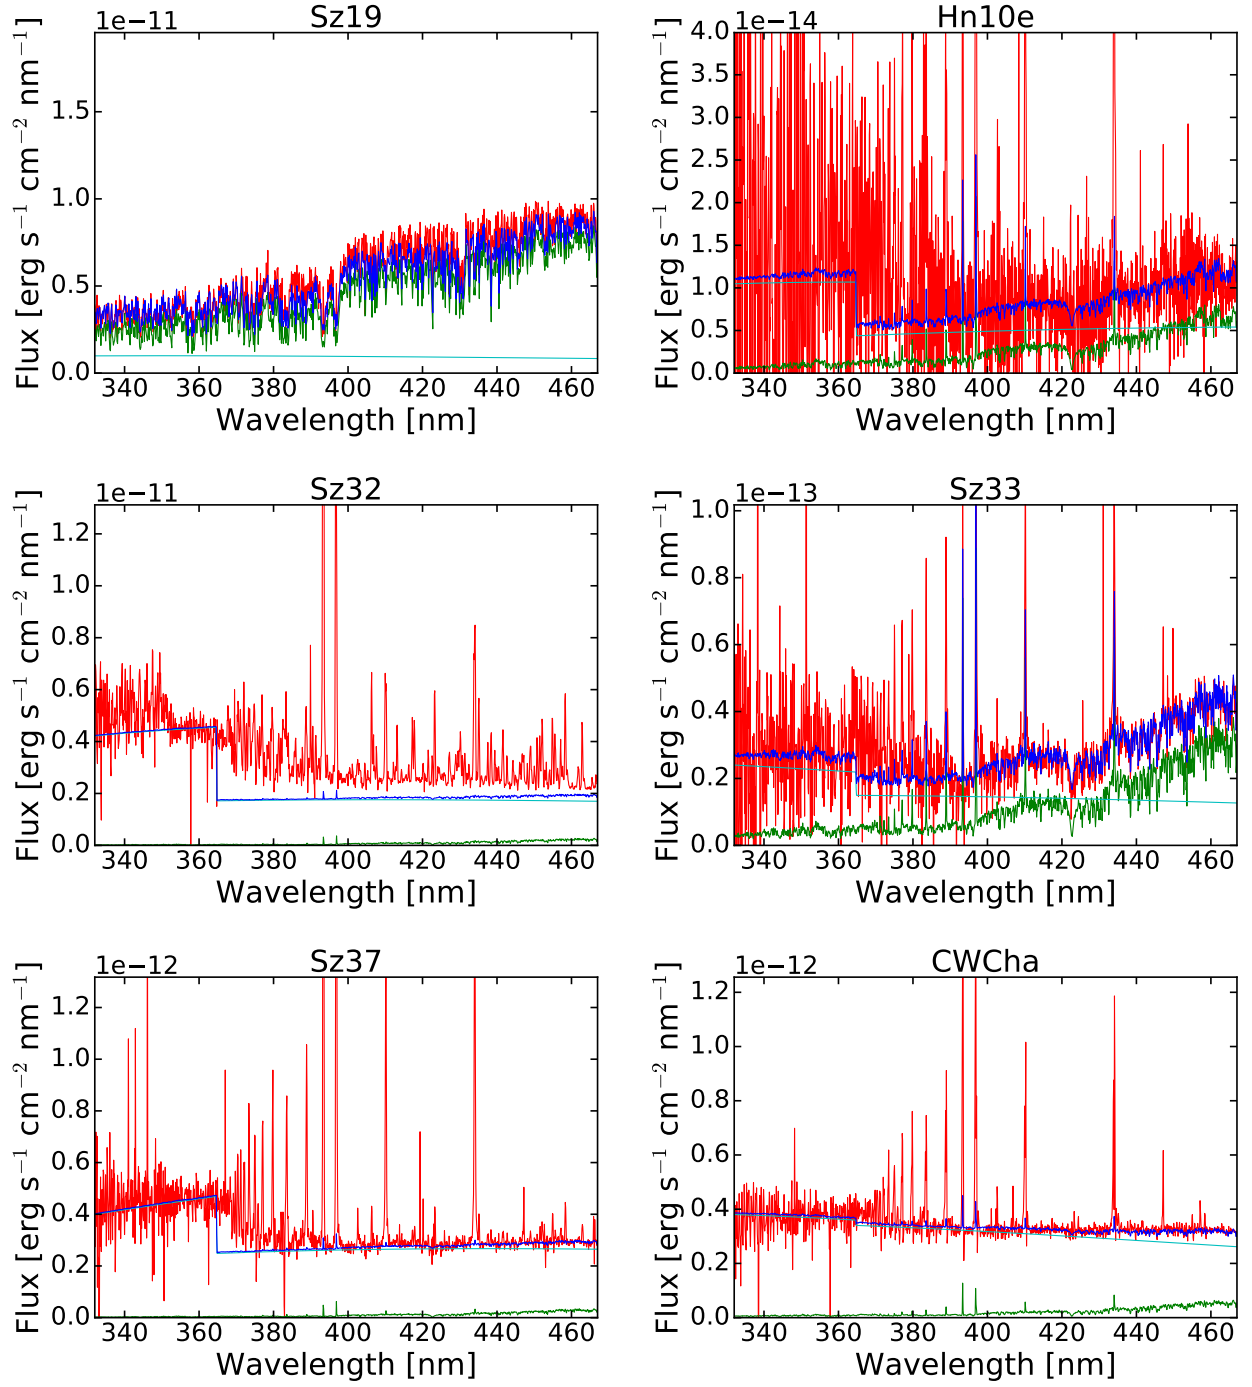 Sz19
1e−11
Flux [erg s⁻¹ cm⁻² nm⁻¹]
1.5
1.0
0.5
0.0
340 360 380 400 420 440 460
Wavelength [nm]
Hn10e
1e−14
Flux [erg s⁻¹ cm⁻² nm⁻¹]
4.0
3.5
3.0
2.5
2.0
1.5
1.0
0.5
0.0
340 360 380 400 420 440 460
Wavelength [nm]
Sz32
1e−11
Flux [erg s⁻¹ cm⁻² nm⁻¹]
1.2
1.0
0.8
0.6
0.4
0.2
0.0
340 360 380 400 420 440 460
Wavelength [nm]
Sz33
1e−13
Flux [erg s⁻¹ cm⁻² nm⁻¹]
1.0
0.8
0.6
0.4
0.2
0.0
340 360 380 400 420 440 460
Wavelength [nm]
Sz37
1e−12
Flux [erg s⁻¹ cm⁻² nm⁻¹]
1.2
1.0
0.8
0.6
0.4
0.2
0.0
340 360 380 400 420 440 460
Wavelength [nm]
CWCha
1e−12
Flux [erg s⁻¹ cm⁻² nm⁻¹]
1.2
1.0
0.8
0.6
0.4
0.2
0.0
340 360 380 400 420 440 460
Wavelength [nm]